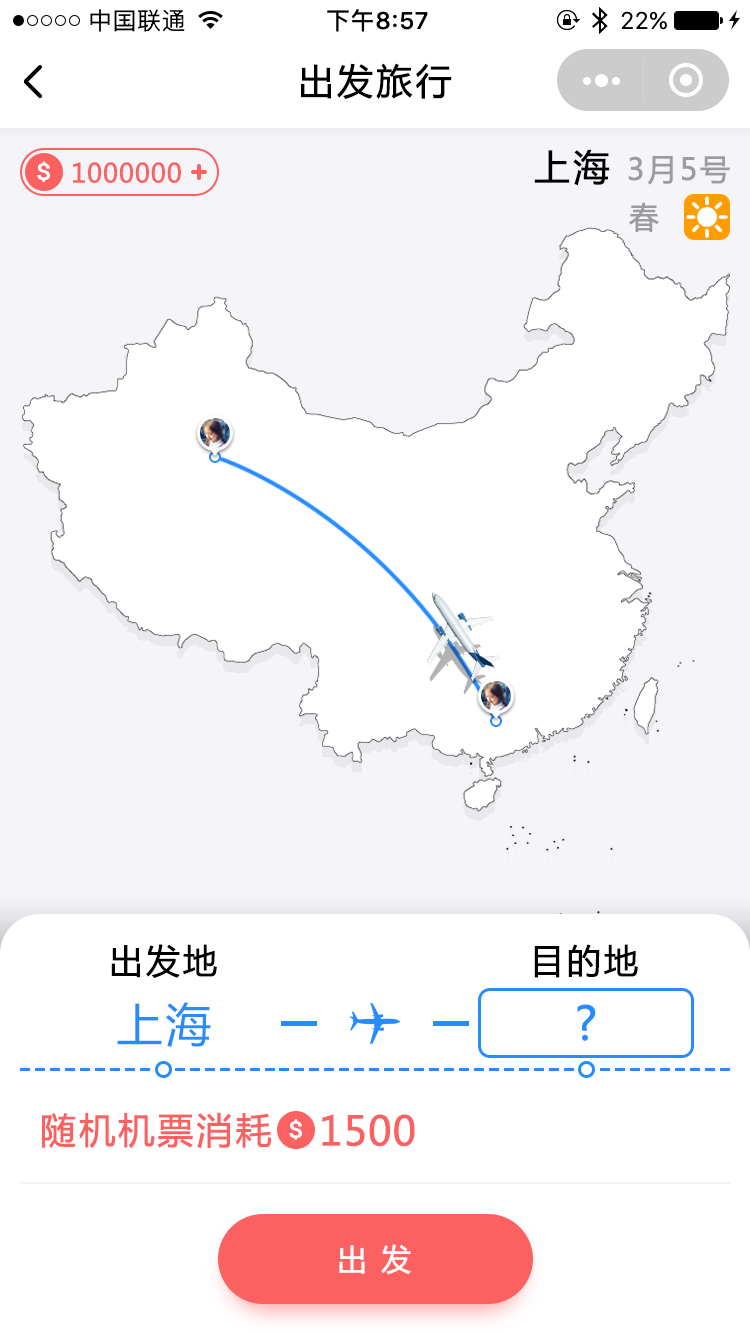 中国联通 下午8:57 22%
出发旅行
$ 1000000 +
上海 3月5号
春
出发地 目的地
上海 ?
随机机票消耗 $ 1500
出发